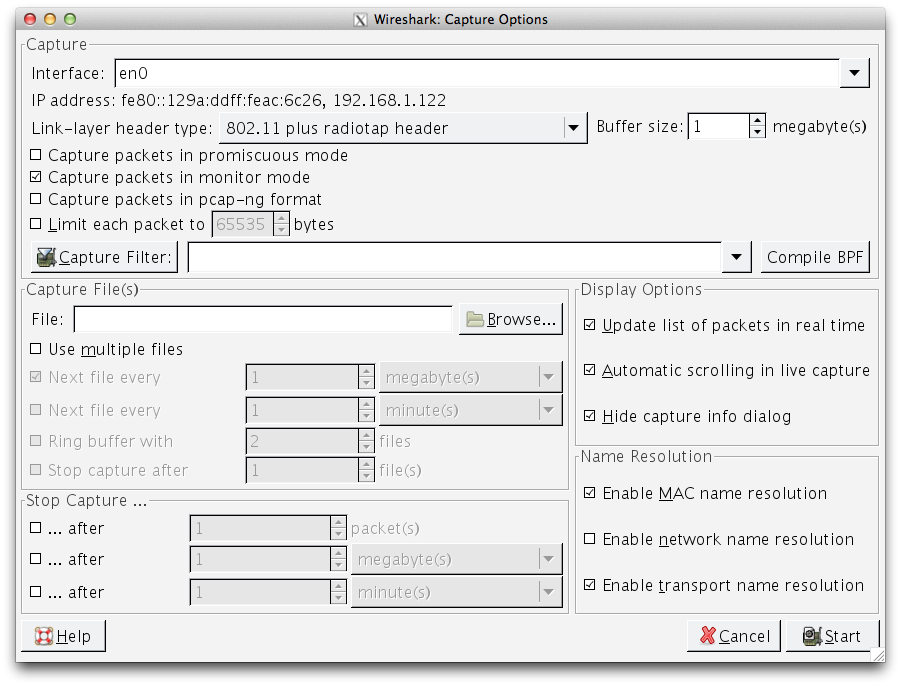 Wireshark: Capture Options
Capture
Interface: en0
IP address: fe80::129a:ddff:feac:6c26, 192.168.1.122
Link-layer header type: 802.11 plus radiotap header Buffer size: 1 megabyte(s)
Capture packets in promiscuous mode
Capture packets in monitor mode
Capture packets in pcap-ng format
Limit each packet to 65535 bytes
Capture Filter: Compile BPF
Capture File(s)
File: Browse...
Use multiple files
Next file every 1 megabyte(s)
Next file every 1 minute(s)
Ring buffer with 2 files
Stop capture after 1 file(s)
Stop Capture ...
... after 1 packet(s)
... after 1 megabyte(s)
... after 1 minute(s)
Display Options
Update list of packets in real time
Automatic scrolling in live capture
Hide capture info dialog
Name Resolution
Enable MAC name resolution
Enable network name resolution
Enable transport name resolution
Help Cancel Start